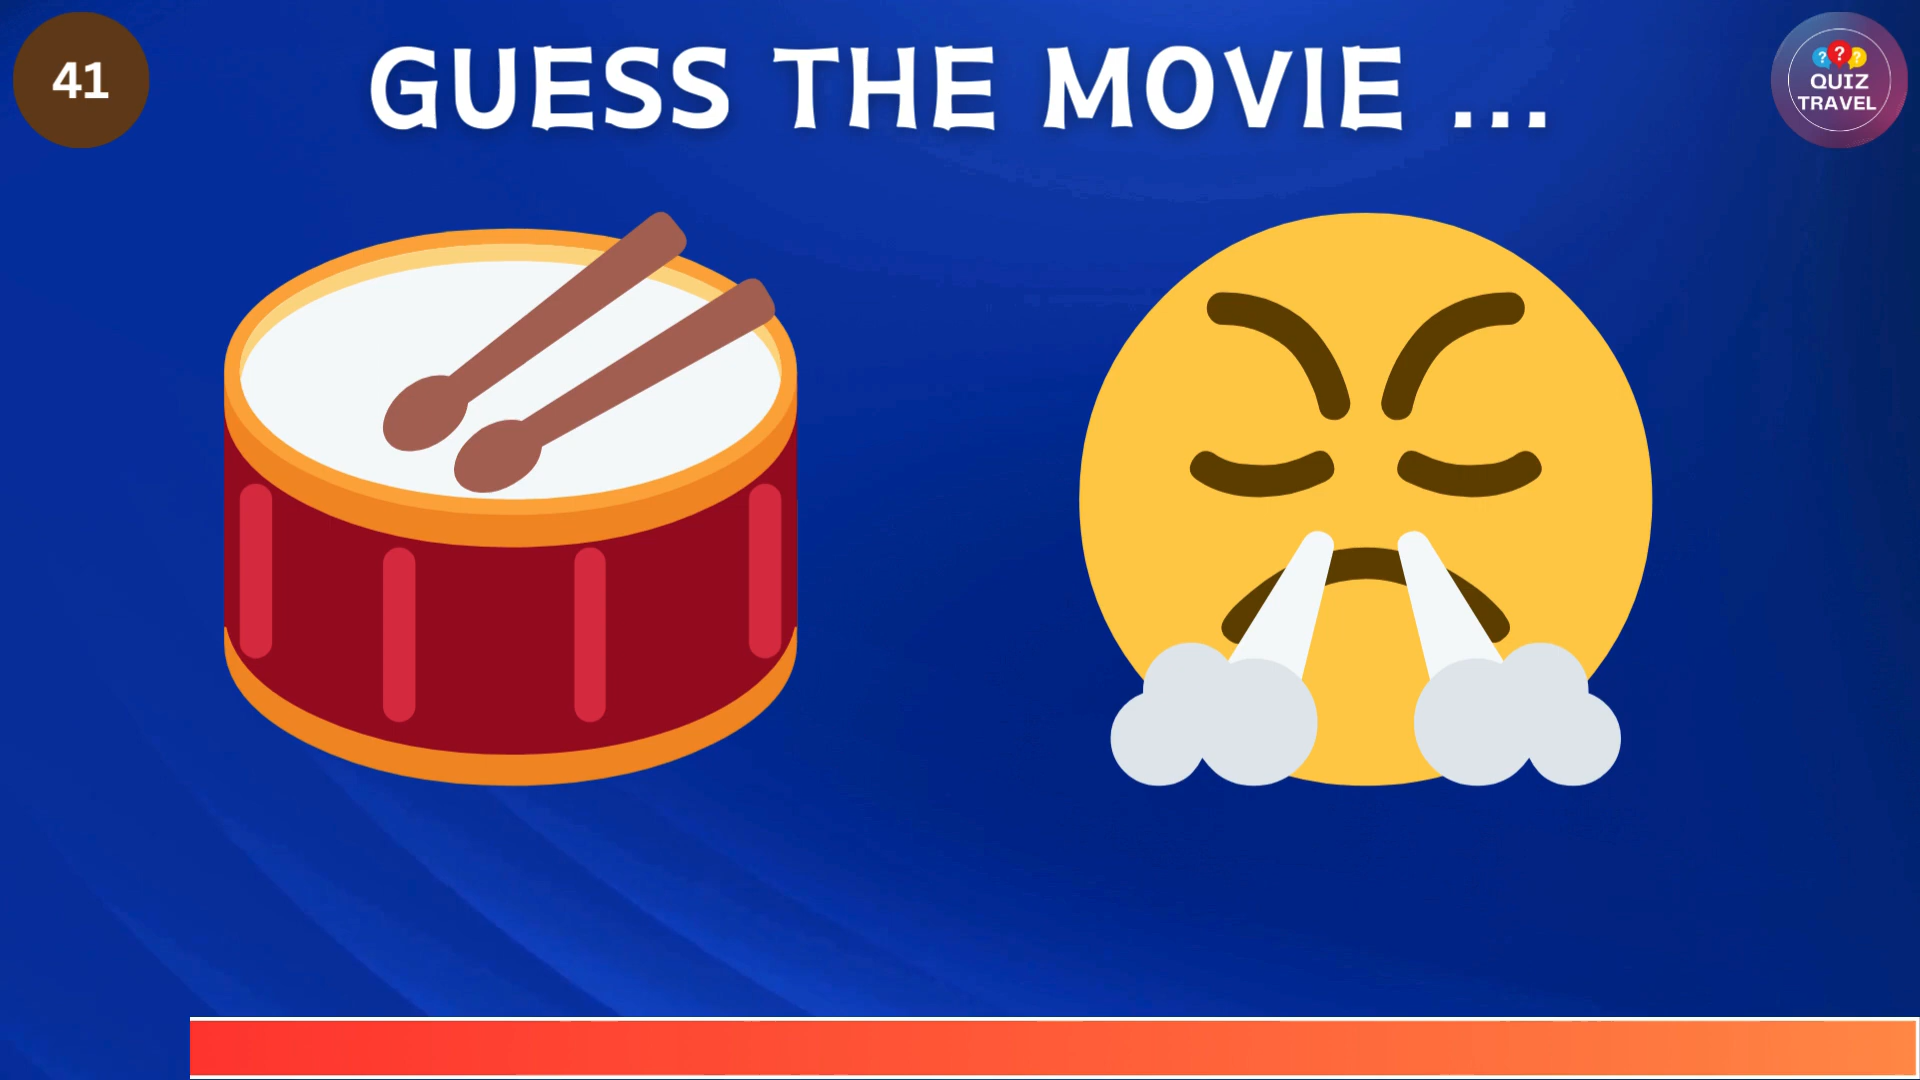 41
GUESS THE MOVIE ...
? ? ?
QUIZ
TRAVEL